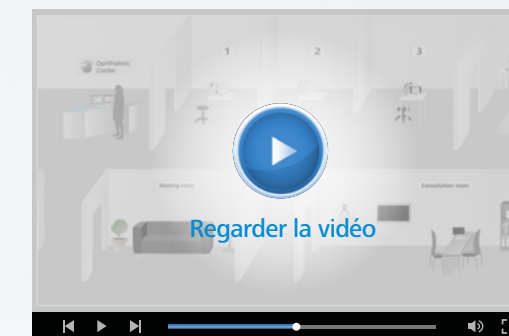 1
2
3
Ophthalmic
Center
Waiting room
Consultation room
Regarder la vidéo